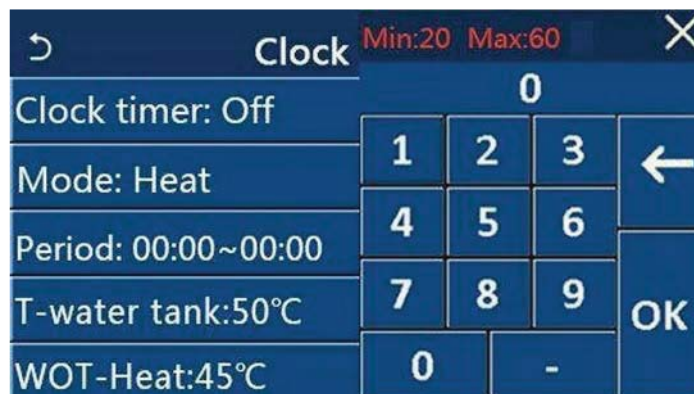 Clock
Clock timer: Off
Mode: Heat
Period: 00:00~00:00
T-water tank:50℃
WOT-Heat:45℃
Min:20 Max:60
0
1 2 3
4 5 6
7 8 9
0 -
OK